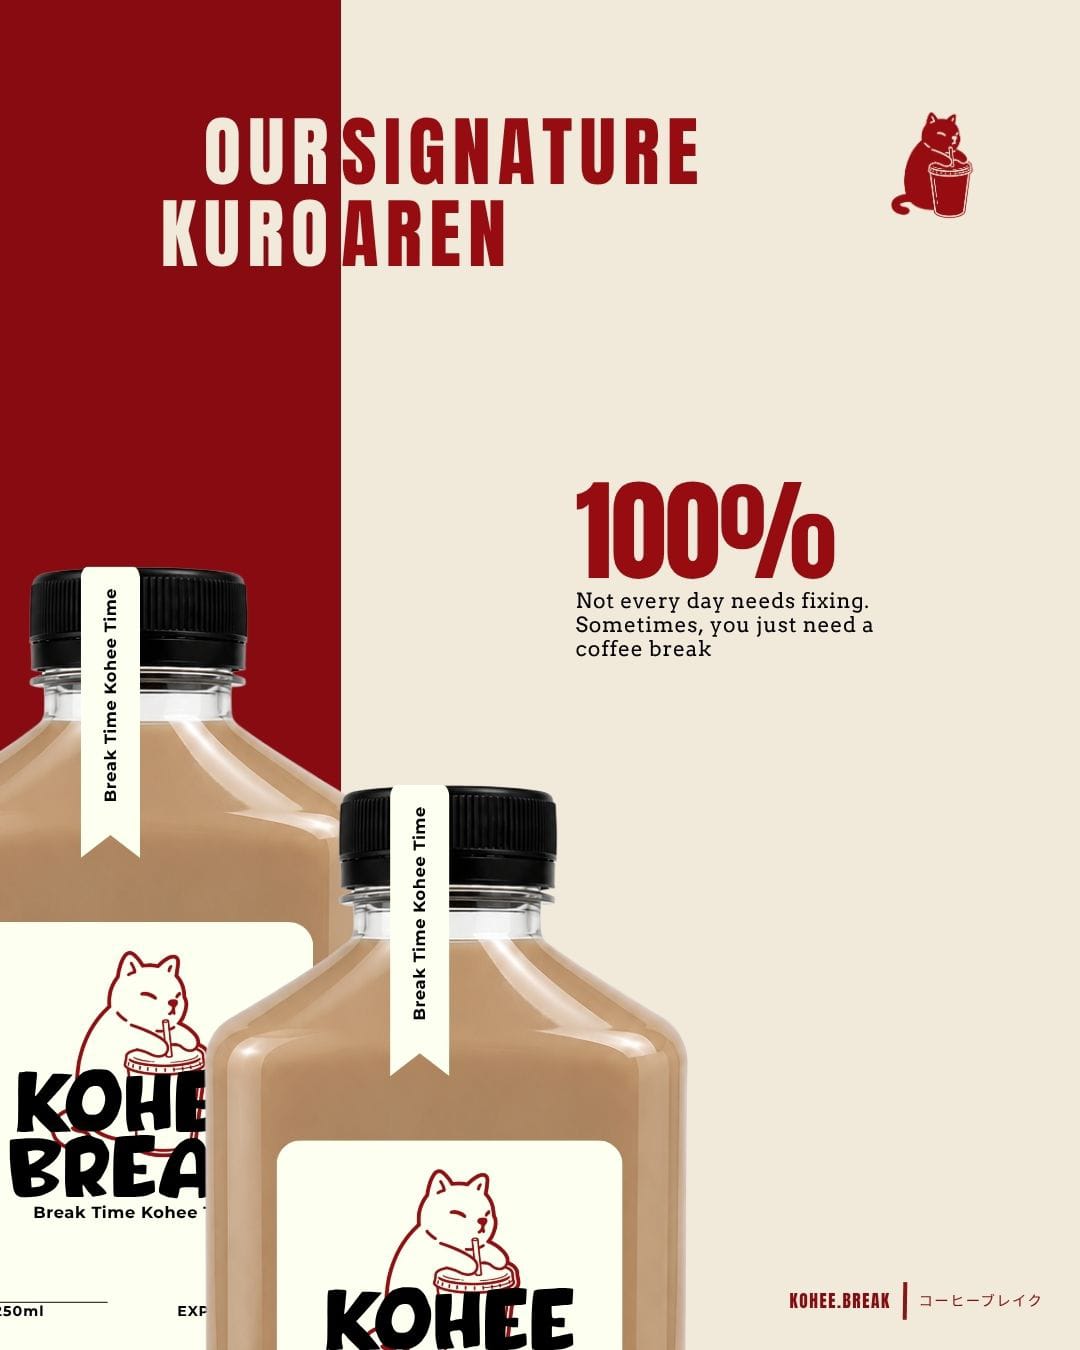 OUR SIGNATURE
KURO AREN
100%
Not every day needs fixing.
Sometimes, you just need a
coffee break
Break Time Kohee Time
Break Time Kohee Time
KOHEE
BREA
Break Time Kohee
250ml
EXP
KOHEE
KOHEE.BREAK
コーヒーブレイク